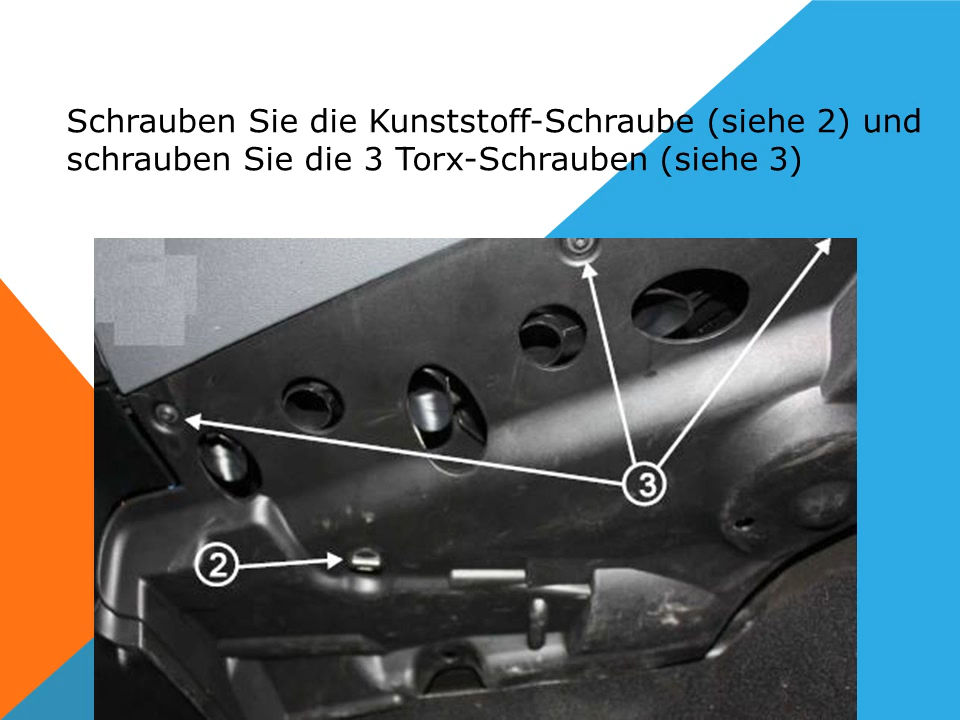 Schrauben Sie die Kunststoff-Schraube (siehe 2) und
schrauben Sie die 3 Torx-Schrauben (siehe 3)
3
2